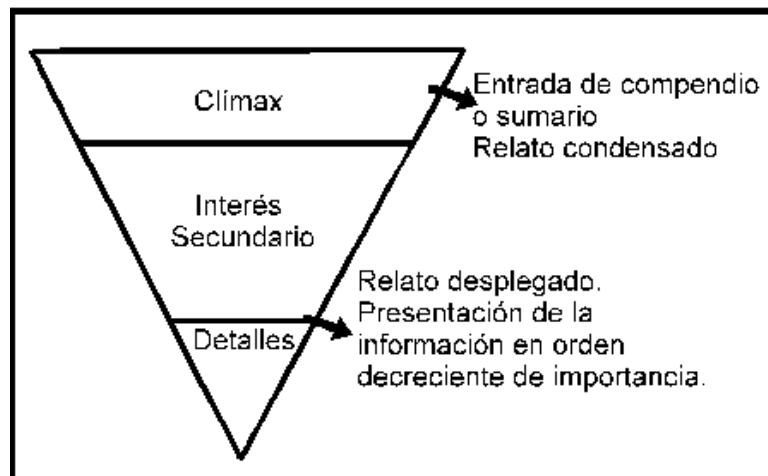 Clímax
Entrada de compendio
o sumario
Relato condensado
Interés
Secundario
Relato desplegado.
Presentación de la
información en orden
decreciente de importancia.
Detalles